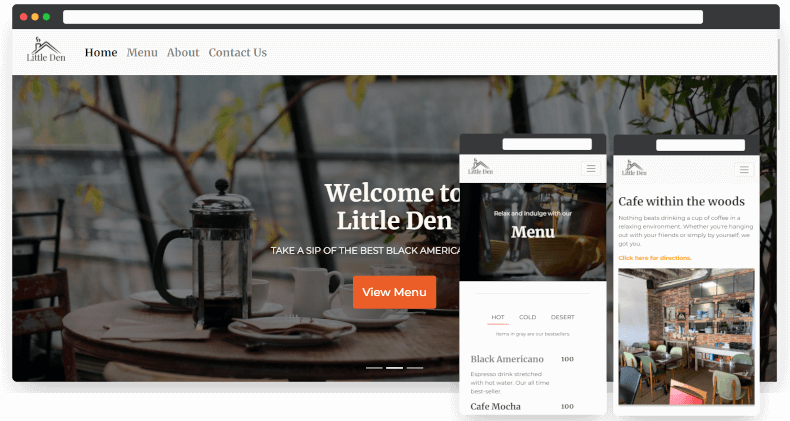 Little Den
Home Menu About Contact Us
Welcome to
Little Den
TAKE A SIP OF THE BEST BLACK AMERICA
View Menu
Little Den
Relax and Indulge with our
Menu
HOT COLD DESERT
Items in gray are our bestsellers
Black Americano 100
Espresso drink stretched
with hot water. Our all time
best-seller.
Cafe Mocha 100
Little Den
Cafe within the woods
Nothing beats drinking a cup of coffee in a
relaxing environment. Whether you're hanging
out with your friends or simply by yourself, we
got you.
Click here for directions.